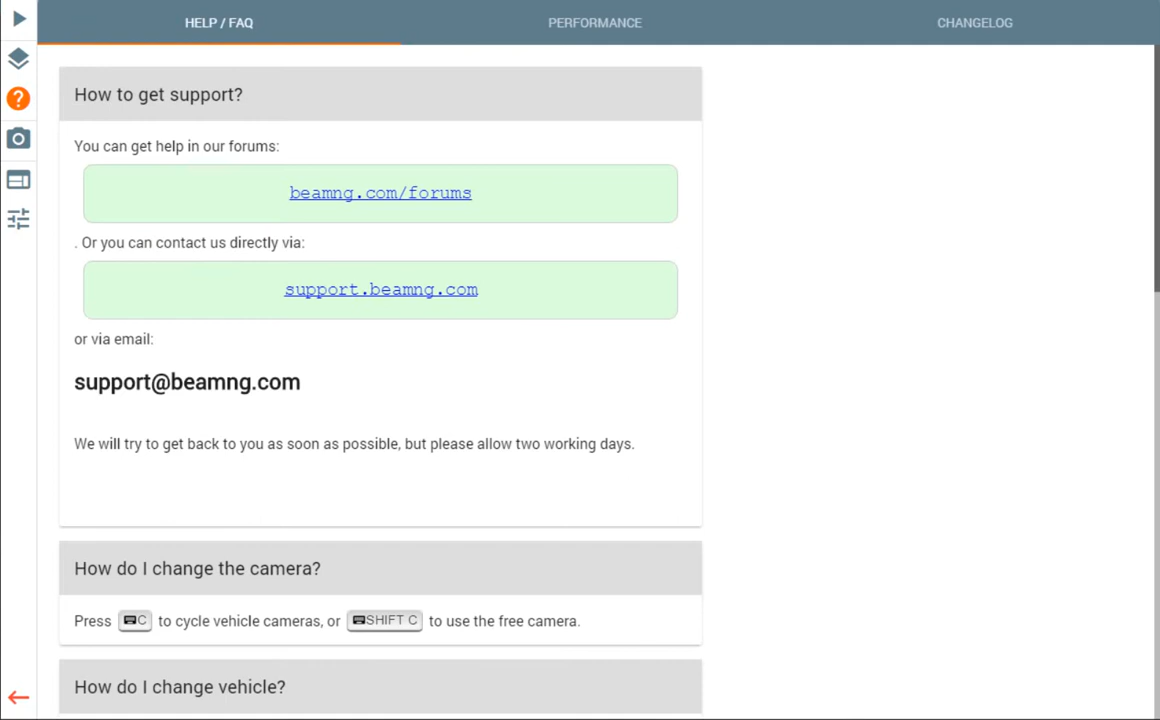 HELP / FAQ
PERFORMANCE
CHANGELOG
How to get support?
You can get help in our forums:
beamng.com/forums
. Or you can contact us directly via:
support.beamng.com
or via email:
support@beamng.com
We will try to get back to you as soon as possible, but please allow two working days.
How do I change the camera?
Press C to cycle vehicle cameras, or SHIFT C to use the free camera.
How do I change vehicle?